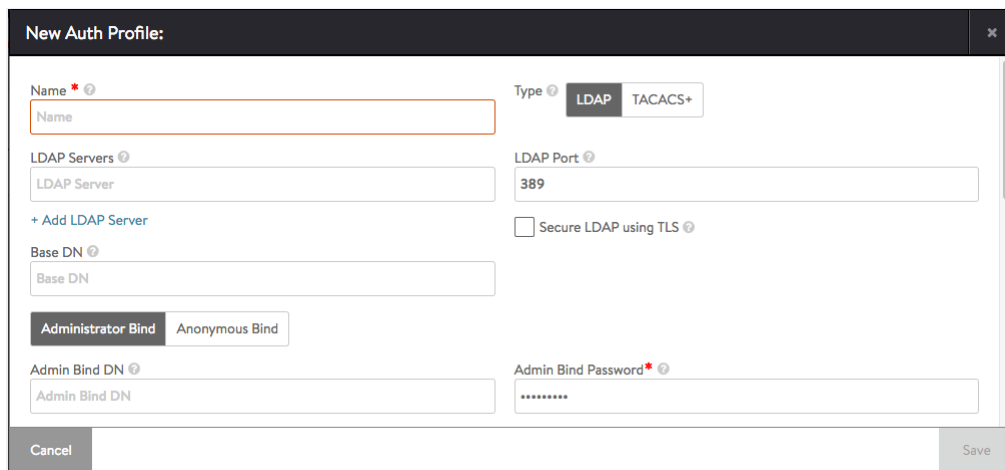 New Auth Profile:
×
Name * ?
Type ? LDAP TACACS+
Name
LDAP Servers ?
LDAP Port ?
LDAP Server
389
+ Add LDAP Server
Secure LDAP using TLS ?
Base DN ?
Base DN
Administrator Bind Anonymous Bind
Admin Bind DN ?
Admin Bind Password* ?
Admin Bind DN
•••••••••
Cancel
Save